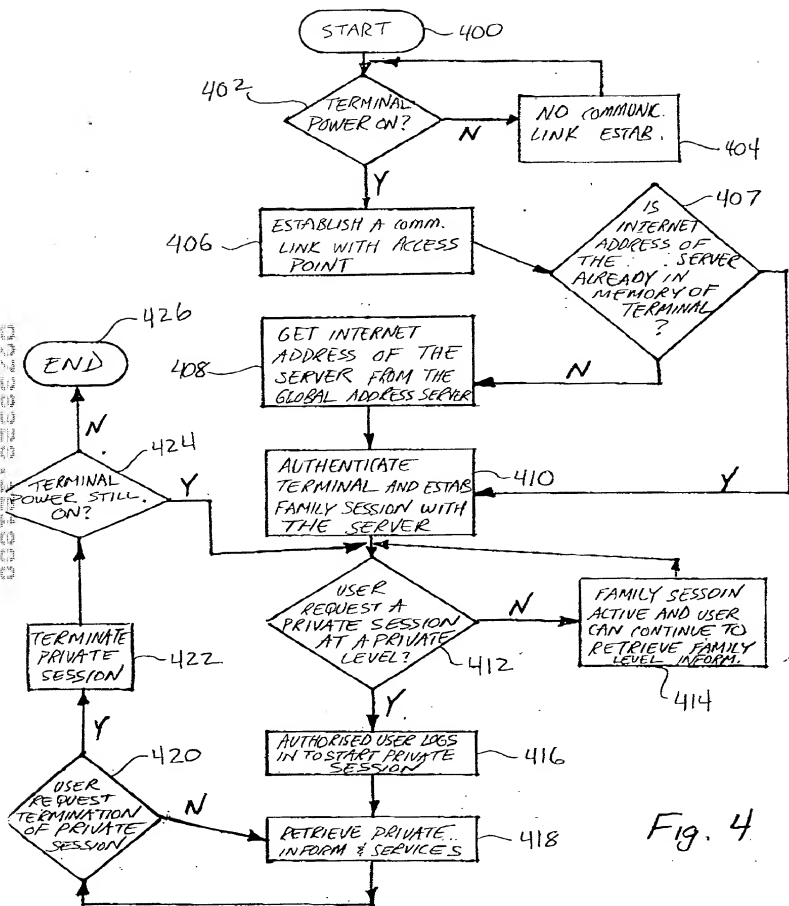 START
400
402
TERMINAL
POWER ON?
N
NO COMMUNIC.
LINK ESTAB.
404
Y
406
ESTABLISH A COMM.
LINK WITH ACCESS
POINT
407
IS
INTERNET
ADDRESS OF
THE SERVER
ALREADY IN
MEMORY OF
TERMINAL
?
426
END
408
GET INTERNET
ADDRESS OF THE
SERVER FROM THE
GLOBAL ADDRESS SERVER
N
N
424
TERMINAL
POWER STILL
ON?
Y
AUTHENTICATE
TERMINAL AND ESTAB
FAMILY SESSION WITH
THE SERVER
410
Y
USER
REQUEST A
PRIVATE SESSION
AT A PRIVATE
LEVEL?
412
N
FAMILY SESSOIN
ACTIVE AND USER
CAN CONTINUE TO
RETRIEVE FAMILY
LEVEL INFORM.
414
TERMINATE
PRIVATE
SESSION
422
Y
Y
AUTHORISED USER LOGS
IN TO START PRIVATE
SESSION
416
420
USER
REQUEST
TERMINATION
OF PRIVATE
SESSION
N
RETRIEVE PRIVATE
INFORM & SERVICES
418
Fig. 4